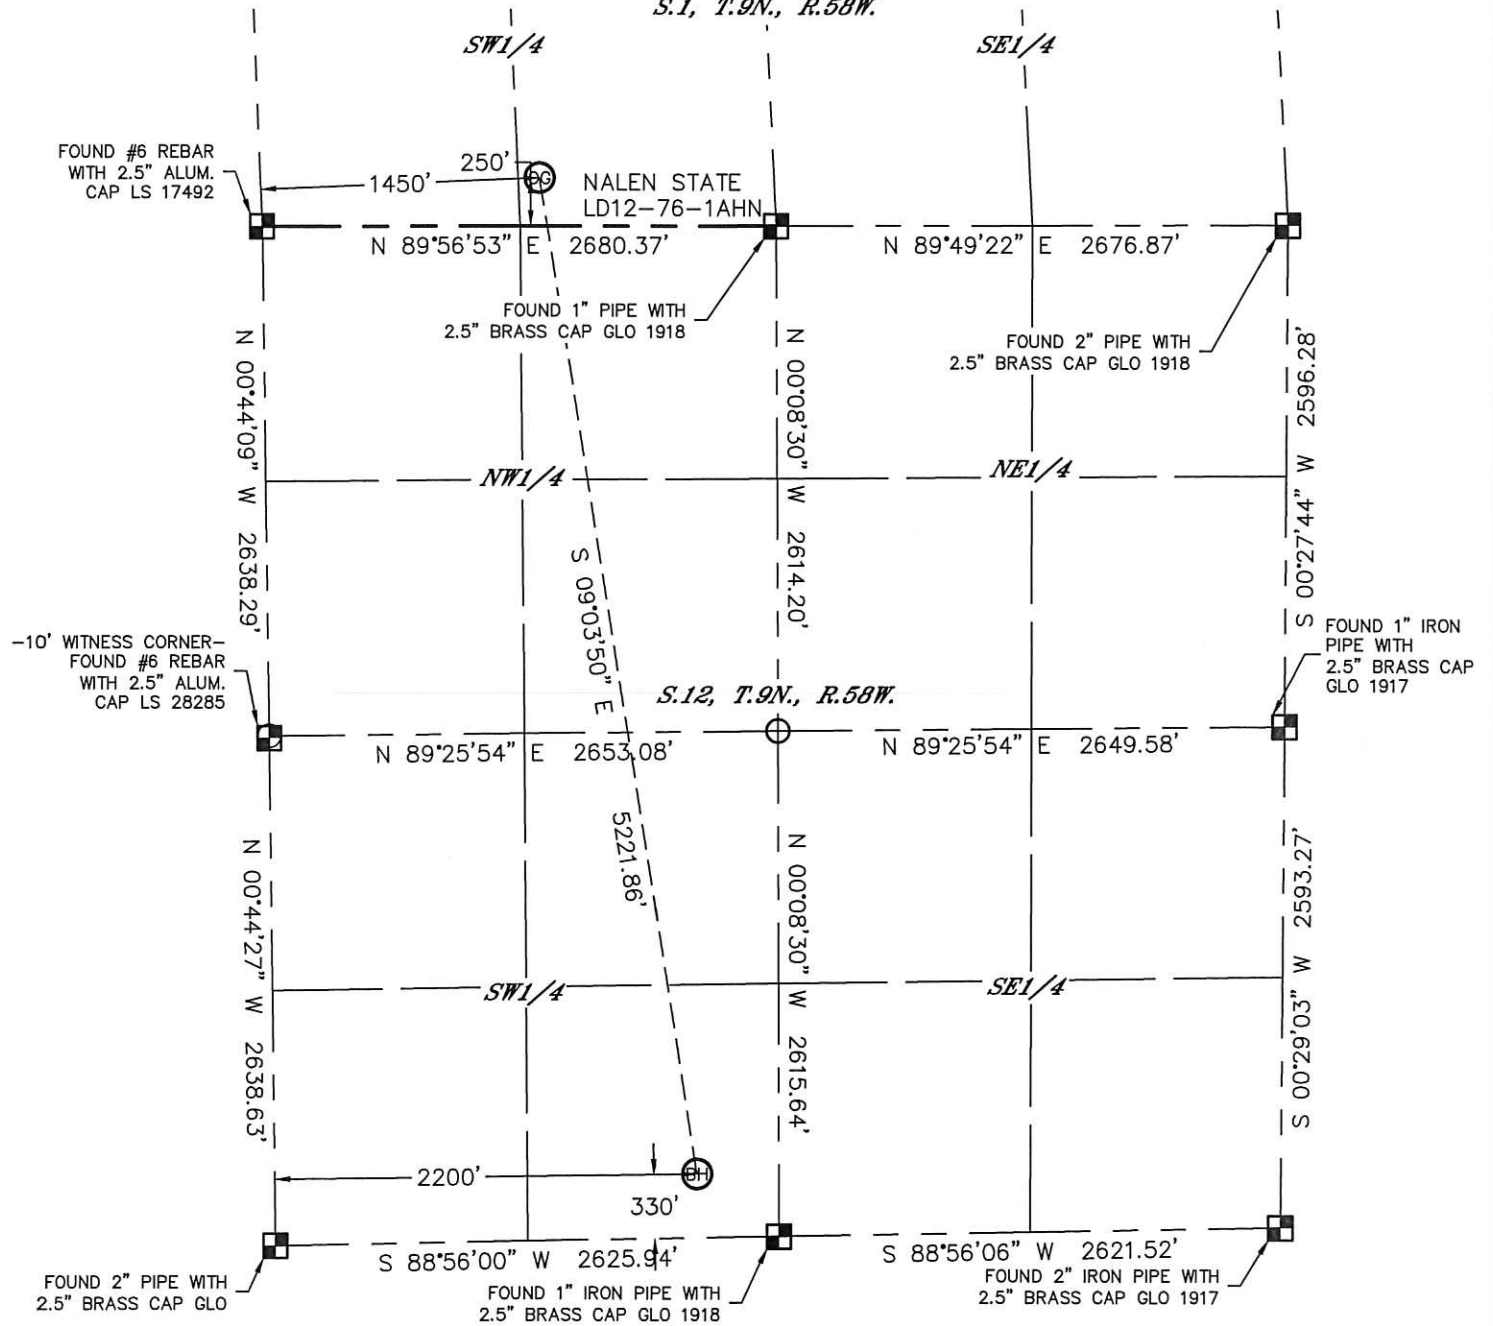 S.1, T.9N., R.58W.
SW1/4
SE1/4
FOUND #6 REBAR
WITH 2.5" ALUM.
CAP LS 17492
1450'
250'
NALEN STATE
LD12-76-1AHN
N 89°56'53" E 2680.37'
N 89°49'22" E 2676.87'
FOUND 1" PIPE WITH
2.5" BRASS CAP GLO 1918
FOUND 2" PIPE WITH
2.5" BRASS CAP GLO 1918
N 00°44'09" W 2638.29'
N 00°08'30" W 2614.20'
S 00°27'44" W 2596.28'
NW1/4
NE1/4
S 09°03'50" E 5221.86'
-10' WITNESS CORNER-
FOUND #6 REBAR
WITH 2.5" ALUM.
CAP LS 28285
FOUND 1" IRON
PIPE WITH
2.5" BRASS CAP
GLO 1917
S.12, T.9N., R.58W.
N 89°25'54" E 2653.08'
N 89°25'54" E 2649.58'
N 00°44'27" W 2638.63'
N 00°08'30" W 2615.64'
S 00°29'03" W 2593.27'
SW1/4
SE1/4
2200'
BH
330'
S 88°56'00" W 2625.94'
S 88°56'06" W 2621.52'
FOUND 2" PIPE WITH
2.5" BRASS CAP GLO
FOUND 1" IRON PIPE WITH
2.5" BRASS CAP GLO 1918
FOUND 2" IRON PIPE WITH
2.5" BRASS CAP GLO 1917